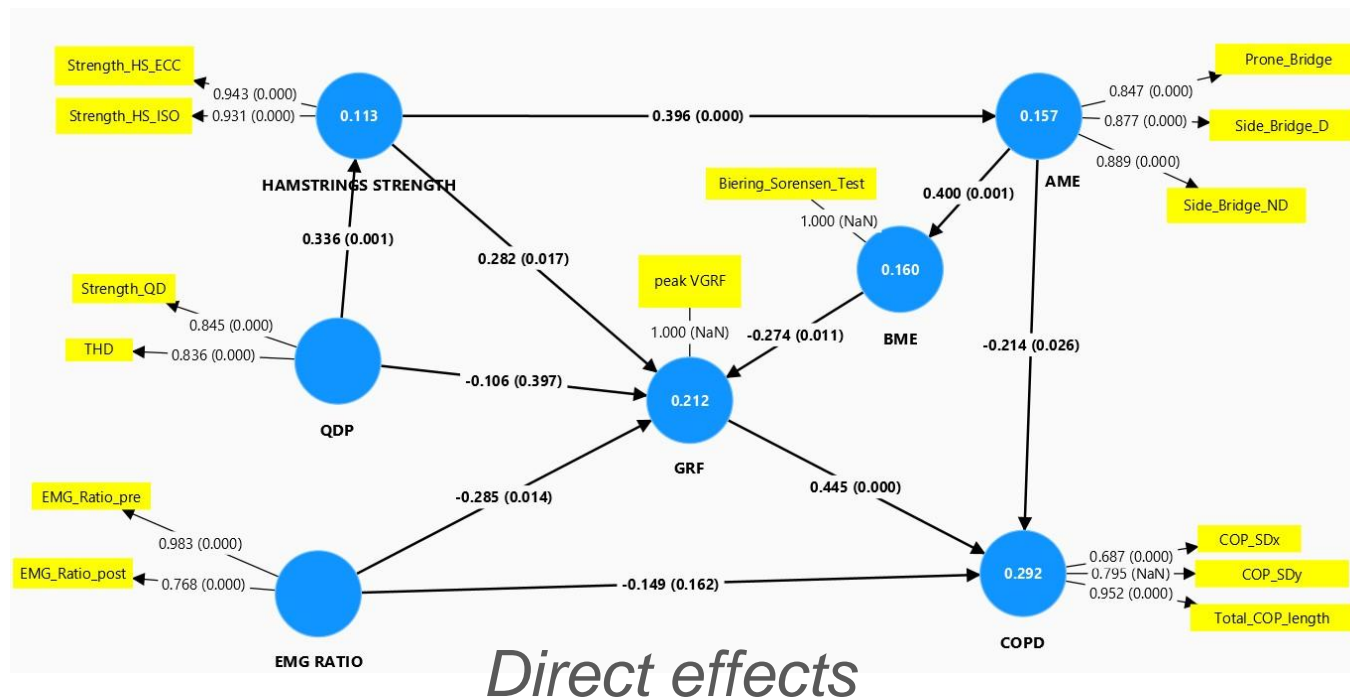 Strength_HS_ECC
Prone_Bridge
0.943 (0.000)
0.847 (0.000)
Strength_HS_ISO
0.931 (0.000)
0.113
0.396 (0.000)
0.157
0.877 (0.000)
Side_Bridge_D
0.889 (0.000)
HAMSTRINGS STRENGTH
Biering_Sorensen_Test
AME
0.400 (0.001)
Side_Bridge_ND
1.000 (NaN)
0.336 (0.001)
0.282 (0.017)
0.160
Strength_QD
peak VGRF
0.845 (0.000)
1.000 (NaN)
-0.274 (0.011)
BME
-0.214 (0.026)
THD
0.836 (0.000)
-0.106 (0.397)
0.212
QDP
GRF
EMG_Ratio_pre
-0.285 (0.014)
0.445 (0.000)
0.983 (0.000)
COP_SDx
0.687 (0.000)
EMG_Ratio_post
0.768 (0.000)
-0.149 (0.162)
0.292
0.795 (NaN)
COP_SDy
0.952 (0.000)
Total_COP_length
COPD
EMG RATIO
Direct effects